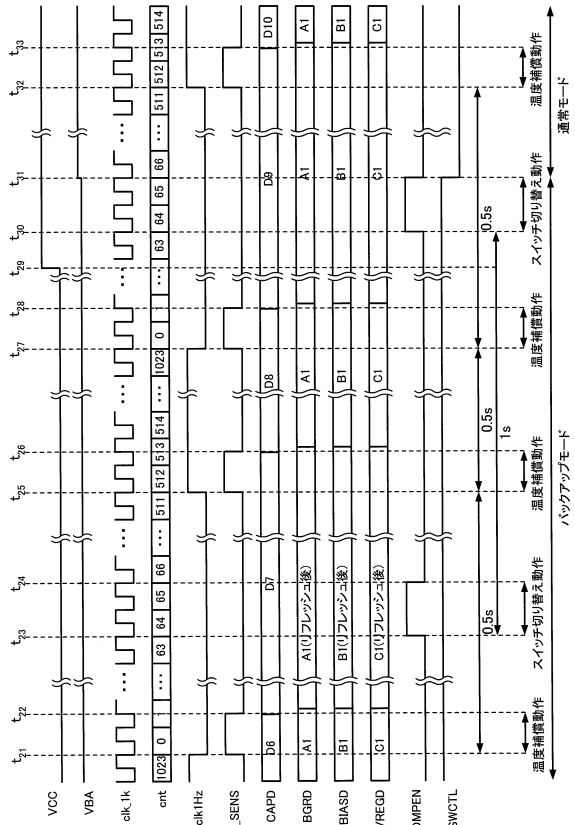 t21 t22 t23 t24 t25 t26 t27 t28 t29 t30 t31 t32 t33
VCC
VBA
clk_1k ... ... ... ... ...
cnt 1023 0 1 ... 63 64 65 66 ... 511 512 513 514 ... 1023 0 1 ... 63 64 65 66 ... 511 512 513 514
clk1Hz
_SENS
CAPD D6 D7 D8 D9 D10
BGRD A1 A1(リフレッシュ後) A1 A1 A1
BIASD B1 B1(リフレッシュ後) B1 B1 B1
VREGD C1 C1(リフレッシュ後) C1 C1 C1
OMPEN
SWCTL
0.5s 0.5s 0.5s
1s
温度補償動作 スイッチ切り替え動作 温度補償動作 温度補償動作 スイッチ切り替え動作 温度補償動作
バックアップモード 通常モード